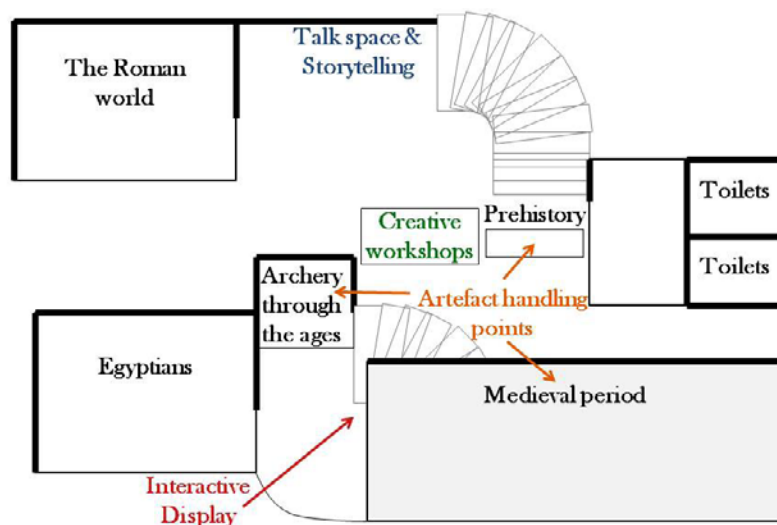 The Roman
world
Talk space &
Storytelling
Toilets
Prehistory
Creative
workshops
Toilets
Archery
through
the ages
Artefact handling
points
Egyptians
Medieval period
Interactive
Display